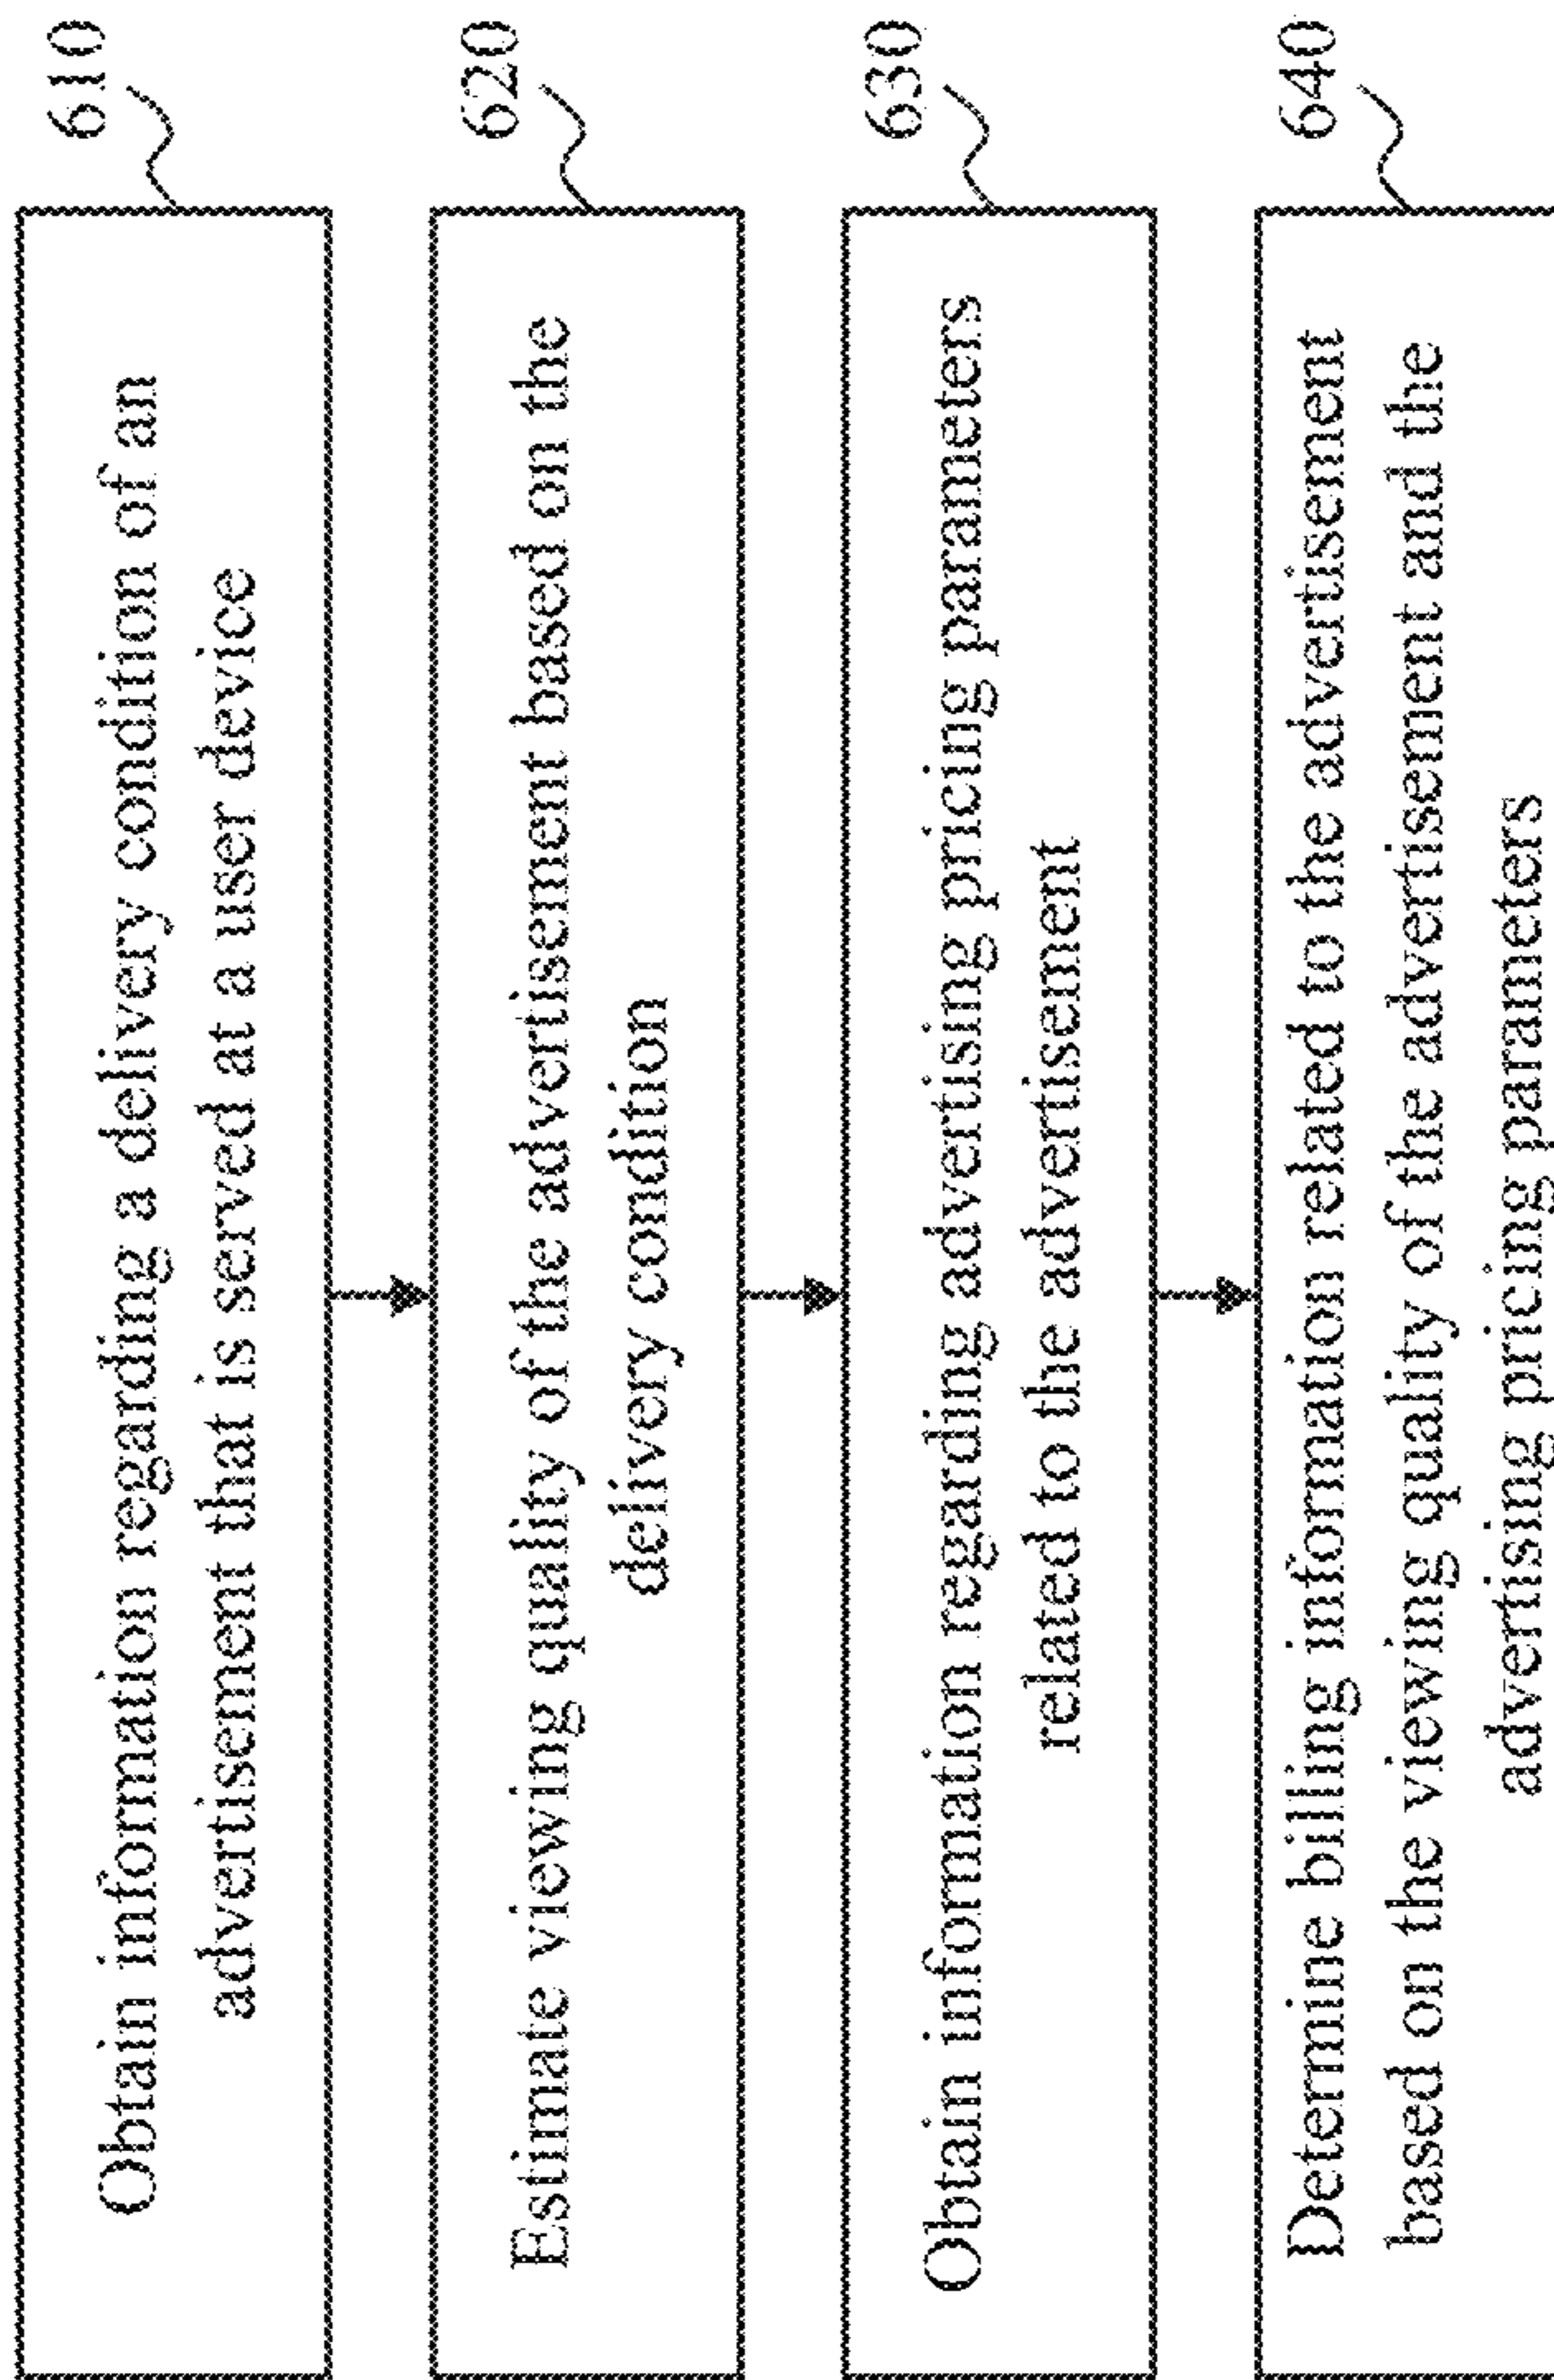 610
Obtain information regarding a delivery condition of an
advertisement that is served at a user device
620
Estimate viewing quality of the advertisement based on the
delivery condition
630
Obtain information regarding advertising pricing parameters
related to the advertisement
640
Determine billing information related to the advertisement
based on the viewing quality of the advertisement and the
advertising pricing parameters